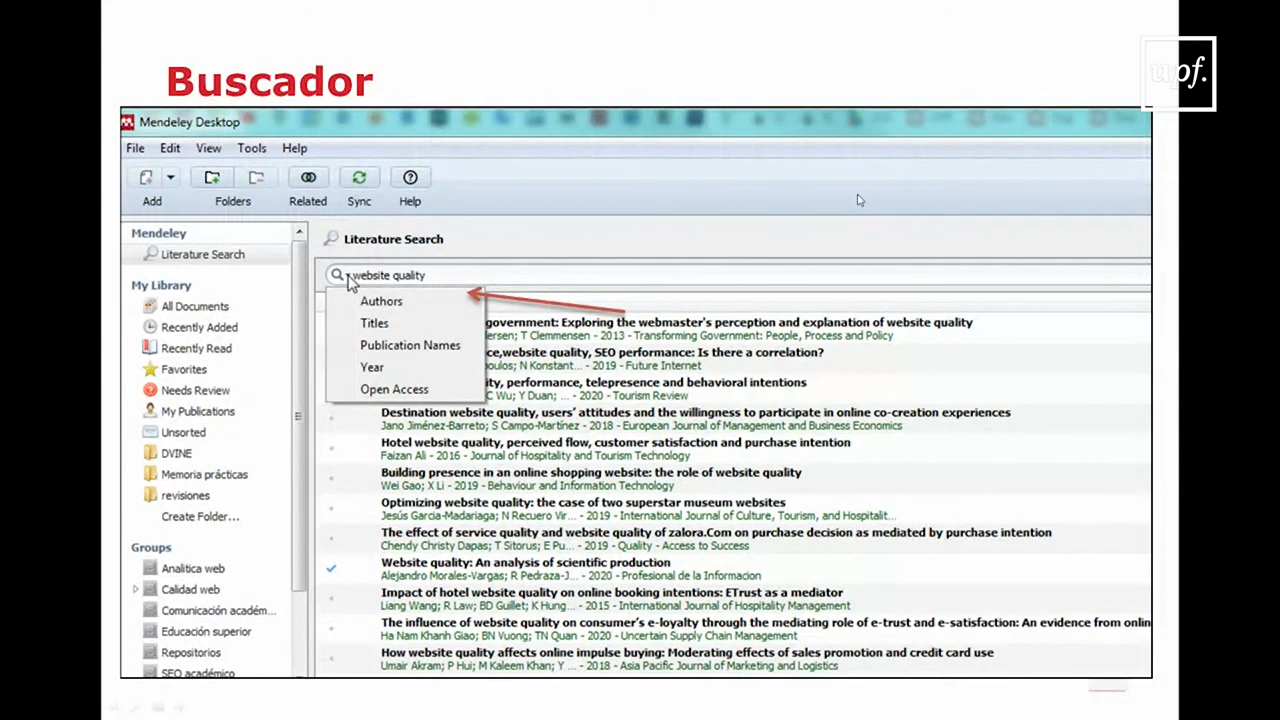 Buscador
upf.
Mendeley Desktop
File Edit View Tools Help
Add Folders Related Sync Help
Mendeley
Literature Search
My Library
All Documents
Recently Added
Recently Read
Favorites
Needs Review
My Publications
Unsorted
DVINE
Memoria prácticas
revisiones
Create Folder...
Groups
Analitica web
Calidad web
Comunicación académ...
Educación superior
Repositorios
SEO académico
Literature Search
website quality
Authors
Titles
Publication Names
Year
Open Access
government: Exploring the webmaster's perception and explanation of website quality
ersen; T Clemmensen - 2013 - Transforming Government: People, Process and Policy
ce,website quality, SEO performance: Is there a correlation?
oulos; N Konstant... - 2019 - Future Internet
ity, performance, telepresence and behavioral intentions
C Wu; Y Duan; ... - 2020 - Tourism Review
Destination website quality, users' attitudes and the willingness to participate in online co-creation experiences
Jano Jiménez-Barreto; S Campo-Martínez - 2018 - European Journal of Management and Business Economics
Hotel website quality, perceived flow, customer satisfaction and purchase intention
Faizan Ali - 2016 - Journal of Hospitality and Tourism Technology
Building presence in an online shopping website: the role of website quality
Wei Gao; X Li - 2019 - Behaviour and Information Technology
Optimizing website quality: the case of two superstar museum websites
Jesús García-Madariaga; N Recuero Vir... - 2019 - International Journal of Culture, Tourism, and Hospitalit...
The effect of service quality and website quality of zalora.Com on purchase decision as mediated by purchase intention
Chendy Christy Dapas; T Sitorus; E Pu... - 2019 - Quality - Access to Success
Website quality: An analysis of scientific production
Alejandro Morales-Vargas; R Pedraza-J... - 2020 - Profesional de la Informacion
Impact of hotel website quality on online booking intentions: ETrust as a mediator
Liang Wang; R Law; BD Guillet; K Hung... - 2015 - International Journal of Hospitality Management
The influence of website quality on consumer's e-loyalty through the mediating role of e-trust and e-satisfaction: An evidence from onlin
Ha Nam Khanh Giao; BN Vuong; TN Quan - 2020 - Uncertain Supply Chain Management
How website quality affects online impulse buying: Moderating effects of sales promotion and credit card use
Umair Akram; P Hui; M Kaleem Khan; Y ... - 2018 - Asia Pacific Journal of Marketing and Logistics